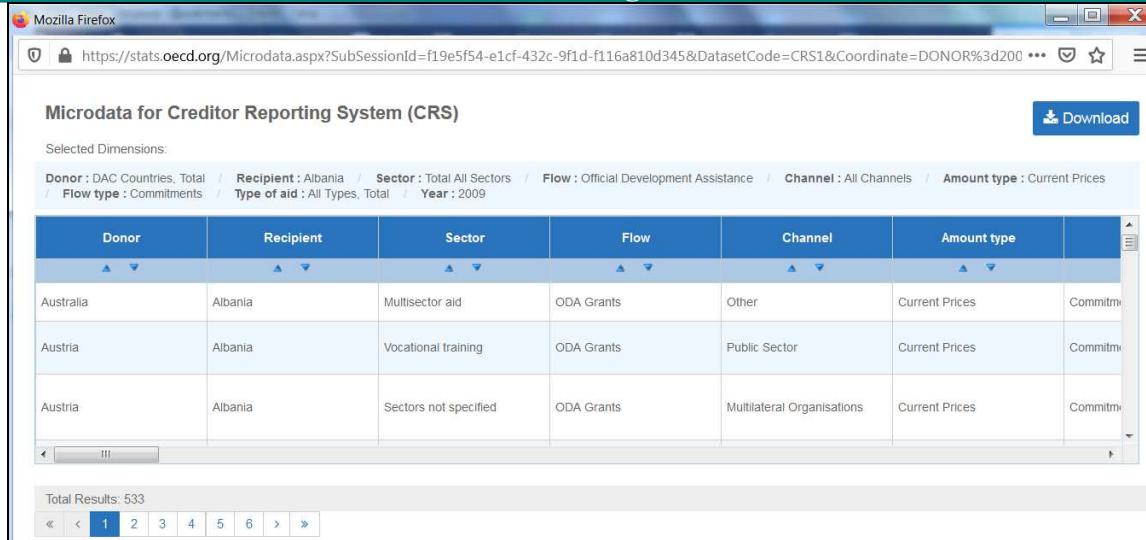 Mozilla Firefox
https://stats.oecd.org/Microdata.aspx?SubSessionId=f19e5f54-e1cf-432c-9f1d-f116a810d345&DatasetCode=CRS1&Coordinate=DONOR%3d200
Microdata for Creditor Reporting System (CRS)
Download
Selected Dimensions:
Donor : DAC Countries, Total / Recipient : Albania / Sector : Total All Sectors / Flow : Official Development Assistance / Channel : All Channels / Amount type : Current Prices
/ Flow type : Commitments / Type of aid : All Types, Total / Year : 2009
Donor Recipient Sector Flow Channel Amount type
Australia Albania Multisector aid ODA Grants Other Current Prices Commitm
Austria Albania Vocational training ODA Grants Public Sector Current Prices Commitm
Austria Albania Sectors not specified ODA Grants Multilateral Organisations Current Prices Commitm
Total Results: 533
« < 1 2 3 4 5 6 > »